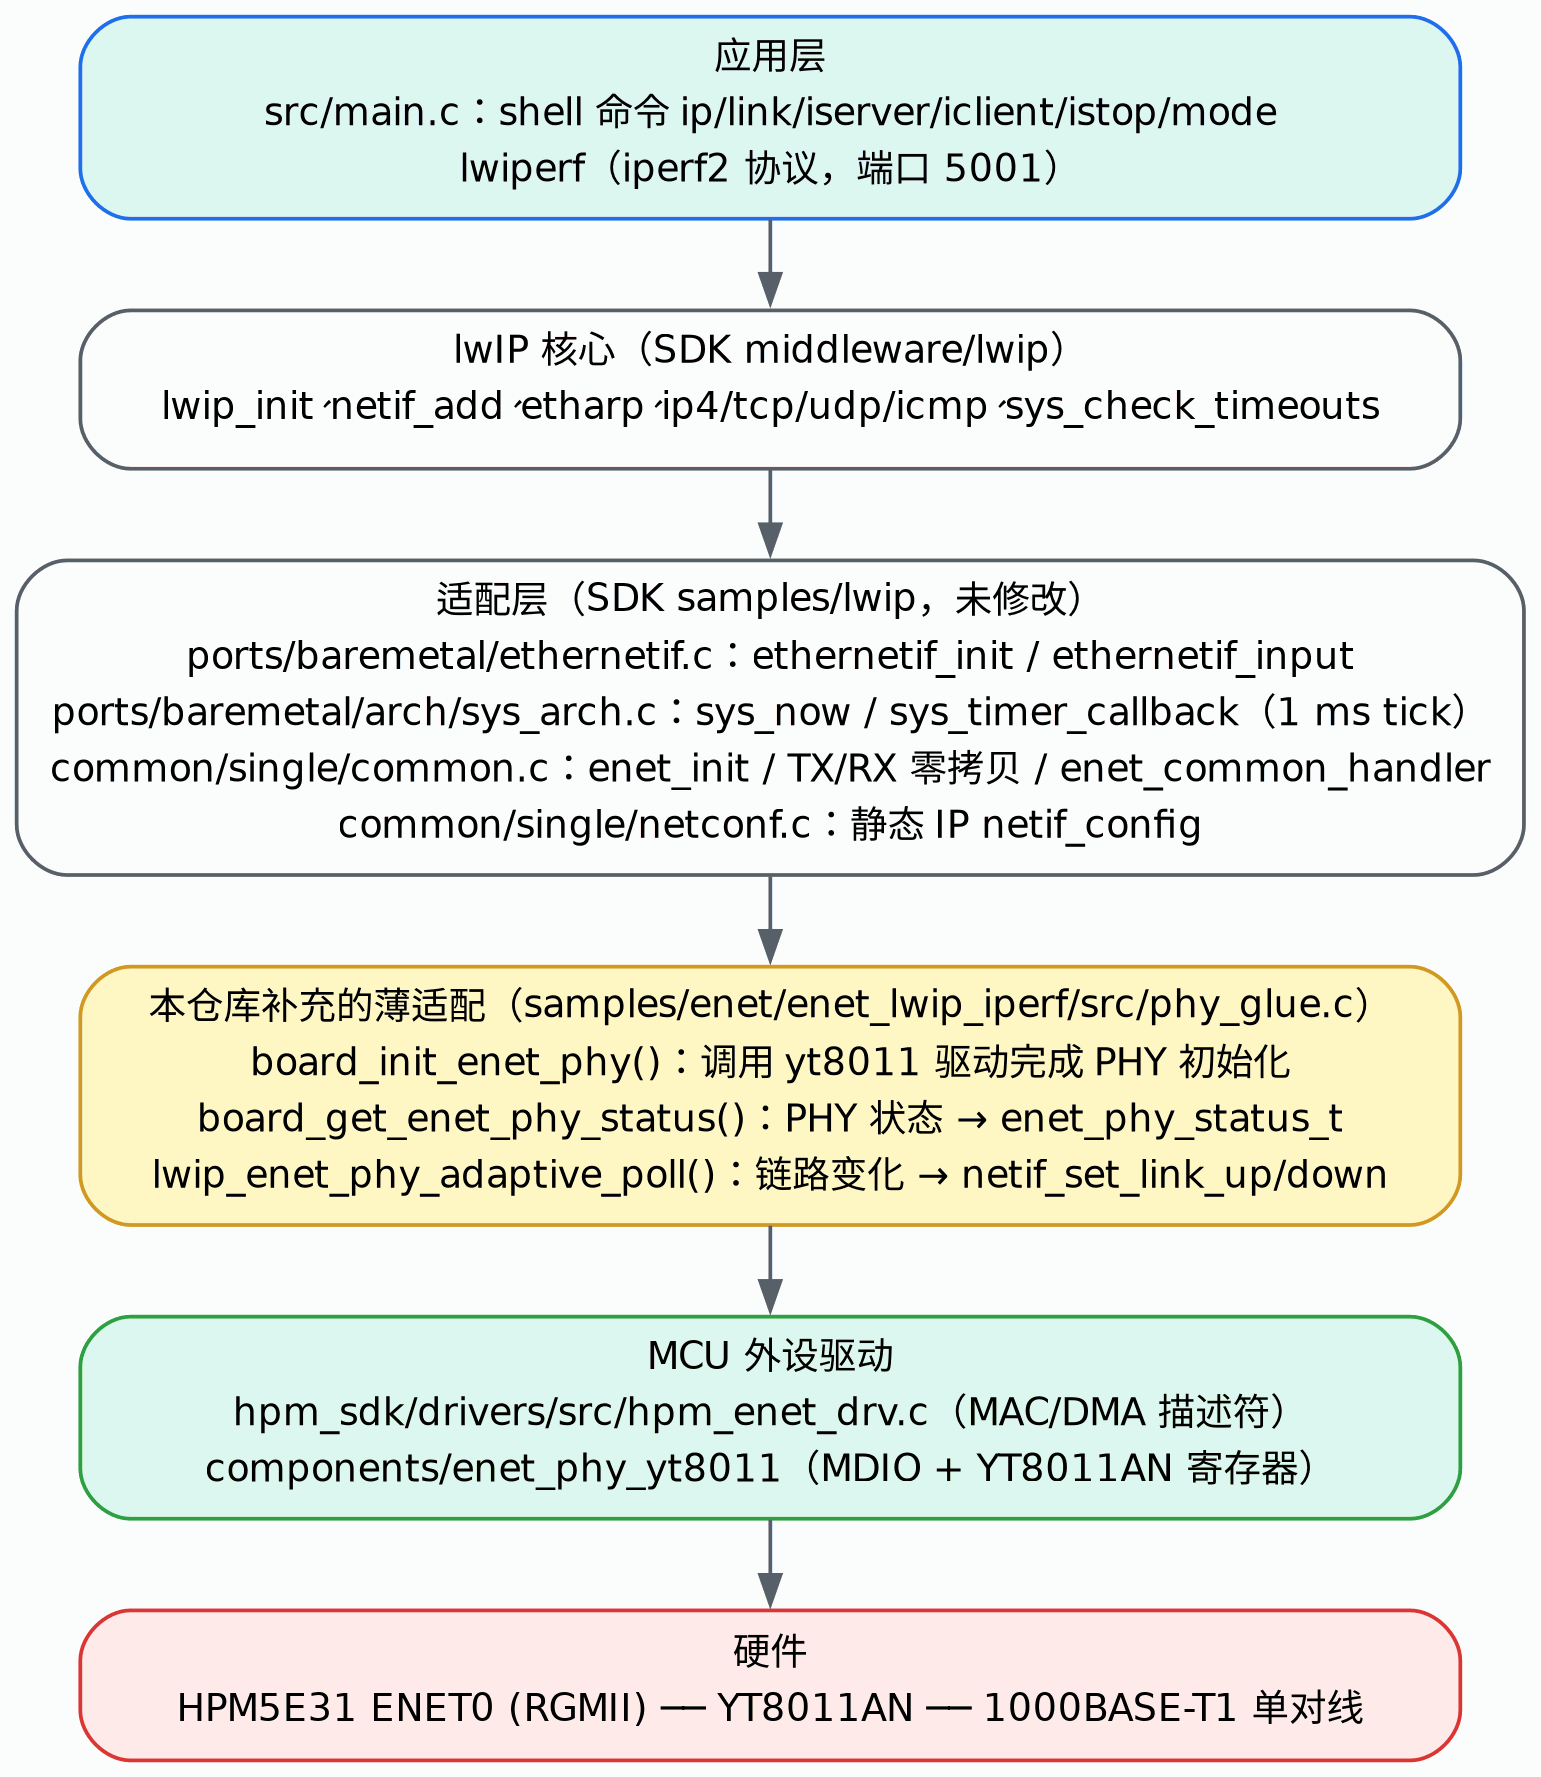 应用层
src/main.c：shell 命令 ip/link/iserver/iclient/istop/mode
lwiperf（iperf2 协议，端口 5001）
lwIP 核心（SDK middleware/lwip）
lwip_init、netif_add、etharp、ip4/tcp/udp/icmp、sys_check_timeouts
适配层（SDK samples/lwip，未修改）
ports/baremetal/ethernetif.c：ethernetif_init / ethernetif_input
ports/baremetal/arch/sys_arch.c：sys_now / sys_timer_callback（1 ms tick）
common/single/common.c：enet_init / TX/RX 零拷贝 / enet_common_handler
common/single/netconf.c：静态 IP netif_config
本仓库补充的薄适配（samples/enet/enet_lwip_iperf/src/phy_glue.c）
board_init_enet_phy()：调用 yt8011 驱动完成 PHY 初始化
board_get_enet_phy_status()：PHY 状态 → enet_phy_status_t
lwip_enet_phy_adaptive_poll()：链路变化 → netif_set_link_up/down
MCU 外设驱动
hpm_sdk/drivers/src/hpm_enet_drv.c（MAC/DMA 描述符）
components/enet_phy_yt8011（MDIO + YT8011AN 寄存器）
硬件
HPM5E31 ENET0 (RGMII) ── YT8011AN ── 1000BASE-T1 单对线